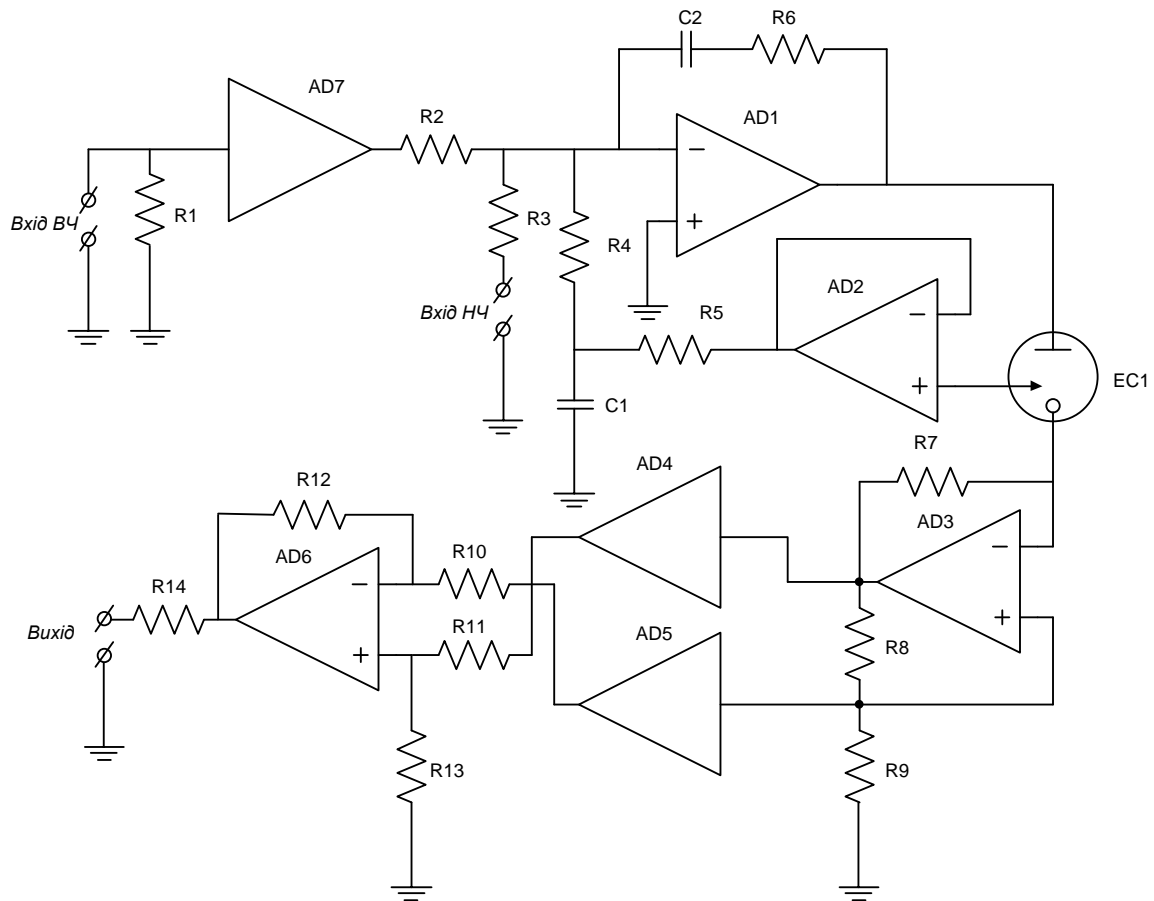 C2
R6
AD7
R2
AD1
−
+
Вхід ВЧ
R1
R3
R4
Вхід НЧ
AD2
−
+
R5
EC1
C1
R7
AD4
R12
AD3
−
+
AD6
−
+
R10
R14
Вихід
R11
AD5
R8
R13
R9